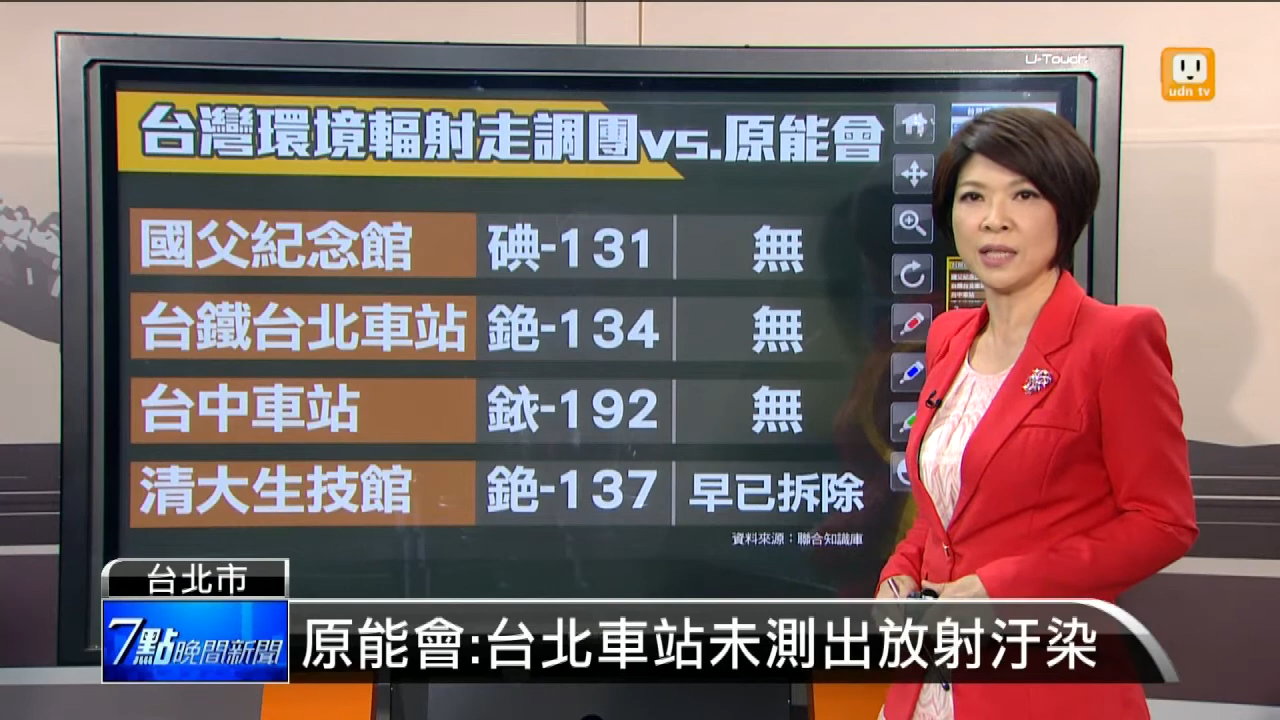 U-Touch
udn tv
台灣環境輻射走調團vs.原能會
國父紀念館 碘-131 無
台鐵台北車站 銫-134 無
台中車站 銥-192 無
清大生技館 銫-137 早已拆除
資料來源：聯合知識庫
台北市
7點晚間新聞
原能會:台北車站未測出放射汙染